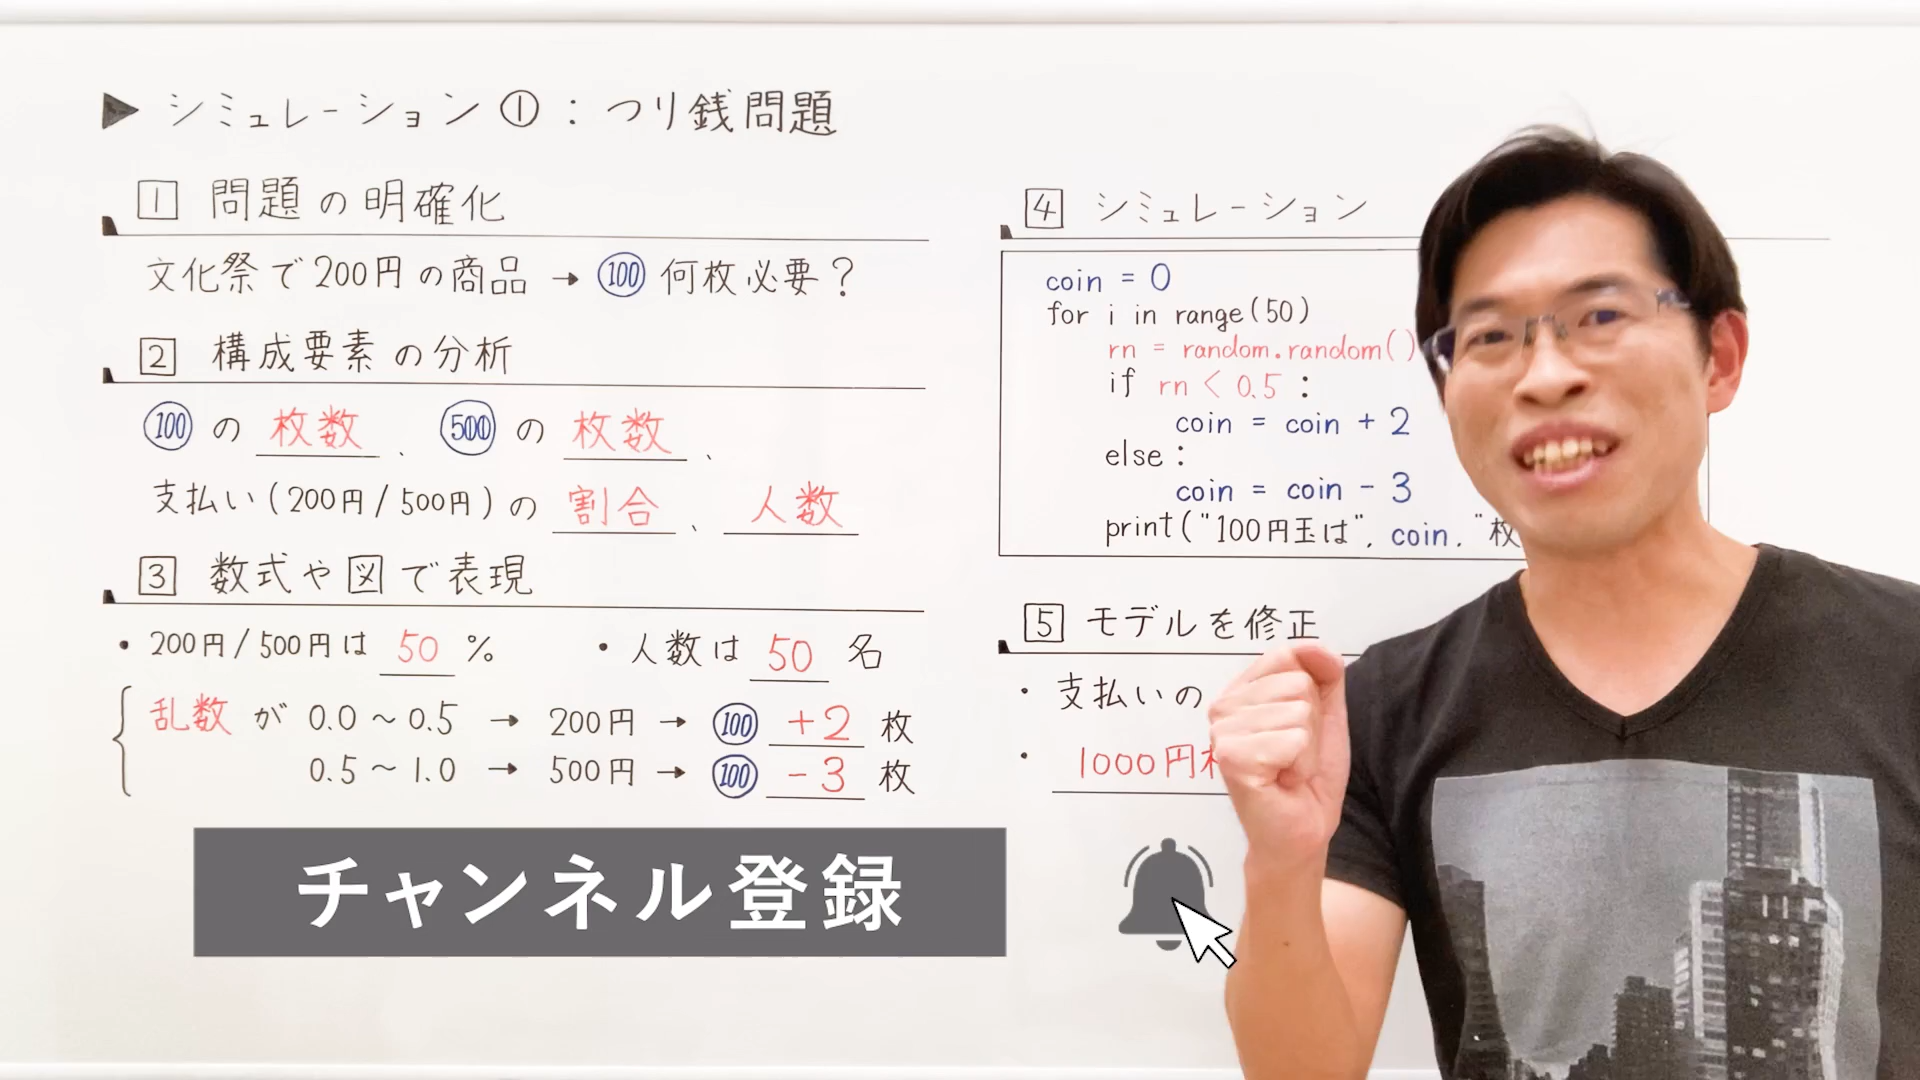 ▶ シミュレーション①：つり銭問題
1 問題の明確化
文化祭で200円の商品 → 100 何枚必要？
2 構成要素の分析
100 の 枚数 、 500 の 枚数 、
支払い(200円/500円)の 割合 、 人数
3 数式や図で表現
・200円/500円は 50 % ・人数は 50 名
乱数 が 0.0～0.5 → 200円 → 100 +2 枚
0.5～1.0 → 500円 → 100 -3 枚
4 シミュレーション
coin = 0
for i in range(50)
rn = random.random()
if rn < 0.5 :
coin = coin + 2
else :
coin = coin - 3
print("100円玉は", coin, "枚
5 モデルを修正
・支払いの
・1000円
チャンネル登録